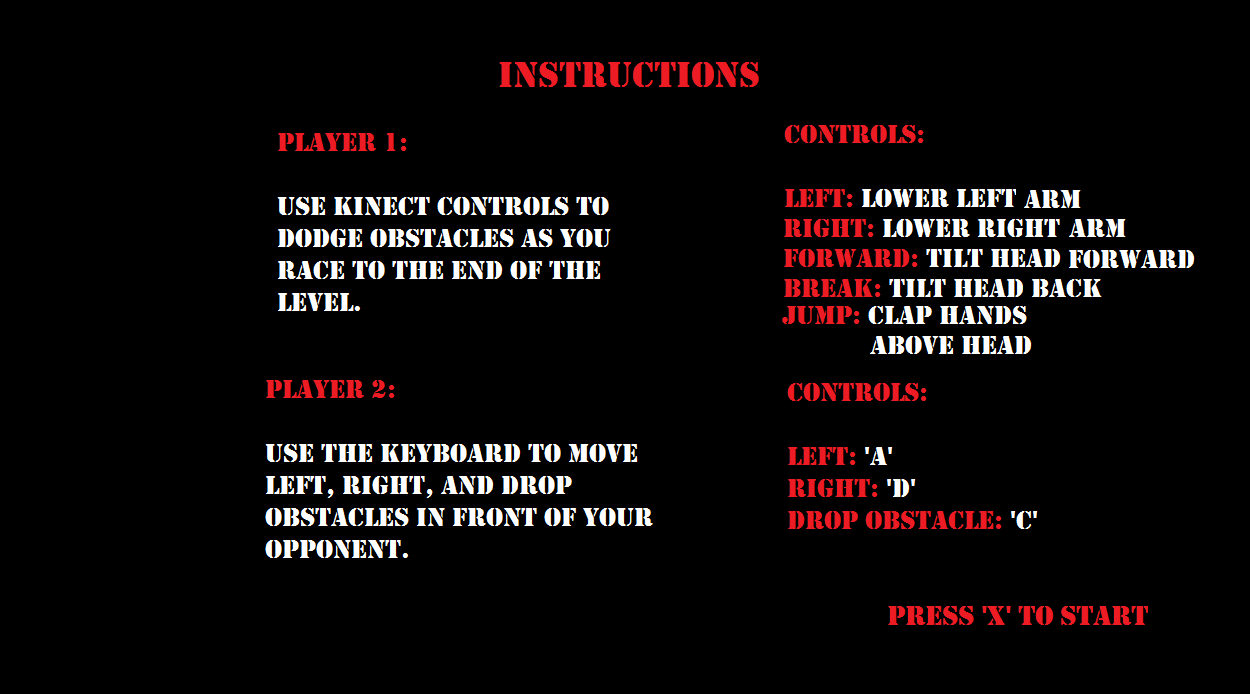 INSTRUCTIONS
PLAYER 1:
USE KINECT CONTROLS TO
DODGE OBSTACLES AS YOU
RACE TO THE END OF THE
LEVEL.
CONTROLS:
LEFT: LOWER LEFT ARM
RIGHT: LOWER RIGHT ARM
FORWARD: TILT HEAD FORWARD
BREAK: TILT HEAD BACK
JUMP: CLAP HANDS
ABOVE HEAD
PLAYER 2:
USE THE KEYBOARD TO MOVE
LEFT, RIGHT, AND DROP
OBSTACLES IN FRONT OF YOUR
OPPONENT.
CONTROLS:
LEFT: 'A'
RIGHT: 'D'
DROP OBSTACLE: 'C'
PRESS 'X' TO START